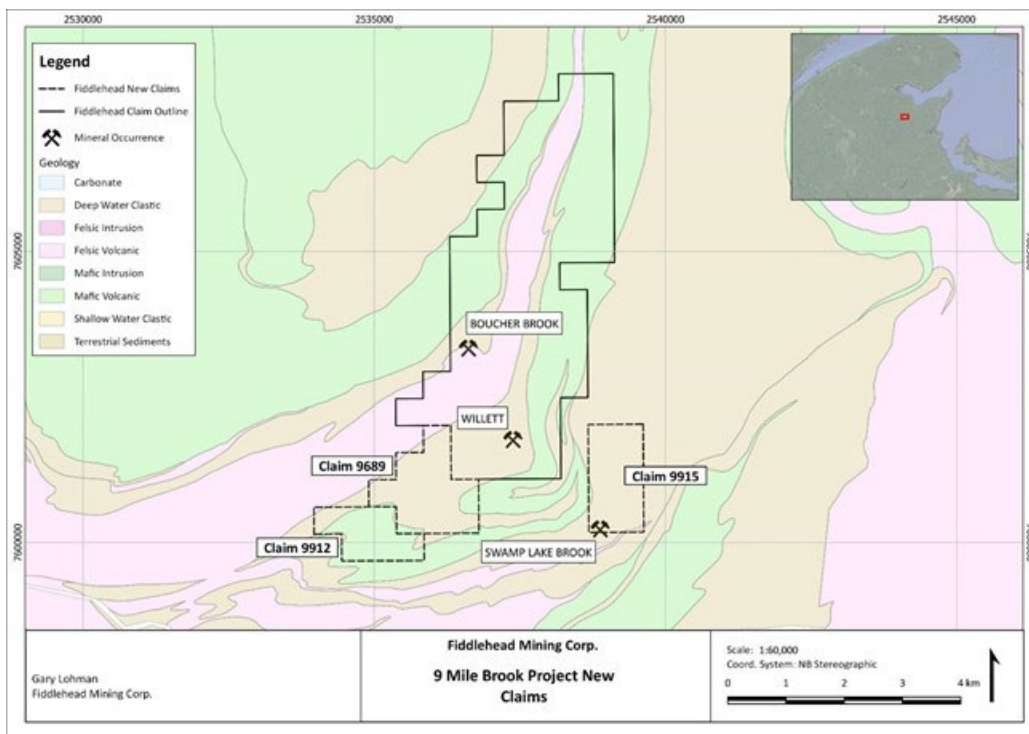 2530000
2535000
2540000
2545000
Legend
Fiddlehead New Claims
Fiddlehead Claim Outline
Mineral Occurrence
Geology
Carbonate
Deep Water Clastic
Felsic Intrusion
Felsic Volcanic
Mafic Intrusion
Mafic Volcanic
Shallow Water Clastic
Terrestrial Sediments
7605000
BOUCHER BROOK
WILLETT
Claim 9689
Claim 9915
7600000
Claim 9912
SWAMP LAKE BROOK
Gary Lohman
Fiddlehead Mining Corp.
Fiddlehead Mining Corp.
9 Mile Brook Project New
Claims
Scale: 1:60,000
Coord. System: NB Stereographic
0 1 2 3 4 km